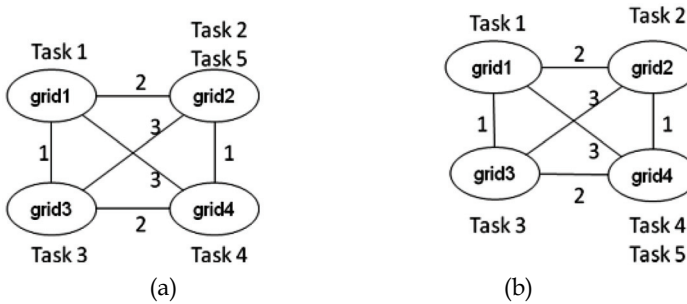 Task 1
Task 2
Task 5
grid1
2
grid2
1
3
3
1
grid3
2
grid4
Task 3
Task 4
(a)
Task 1
Task 2
grid1
2
grid2
1
3
3
1
grid3
2
grid4
Task 3
Task 4
Task 5
(b)